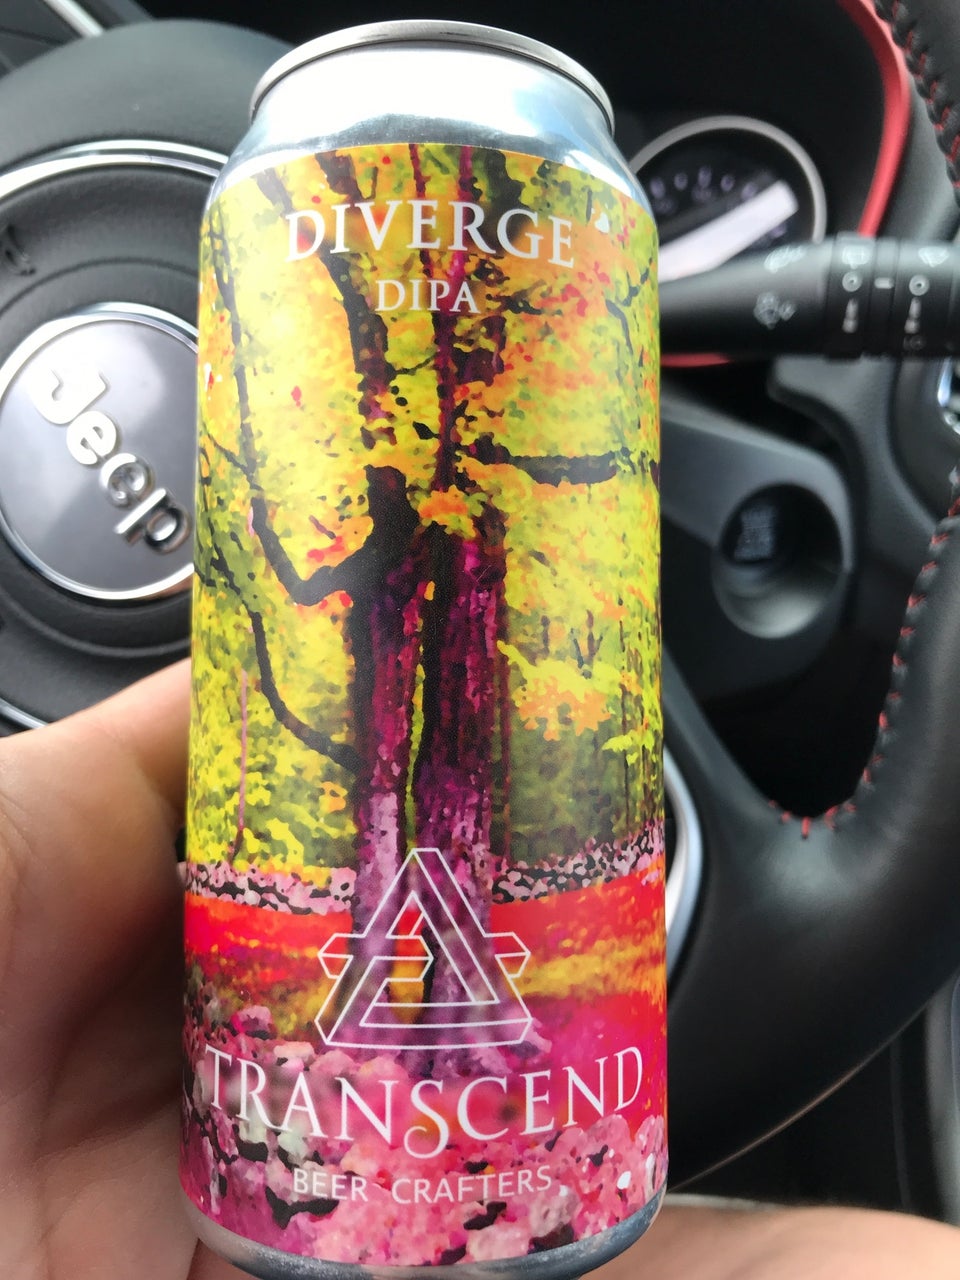 DIVERGE
DIPA
Jeep
TRANSCEND
BEER CRAFTERS